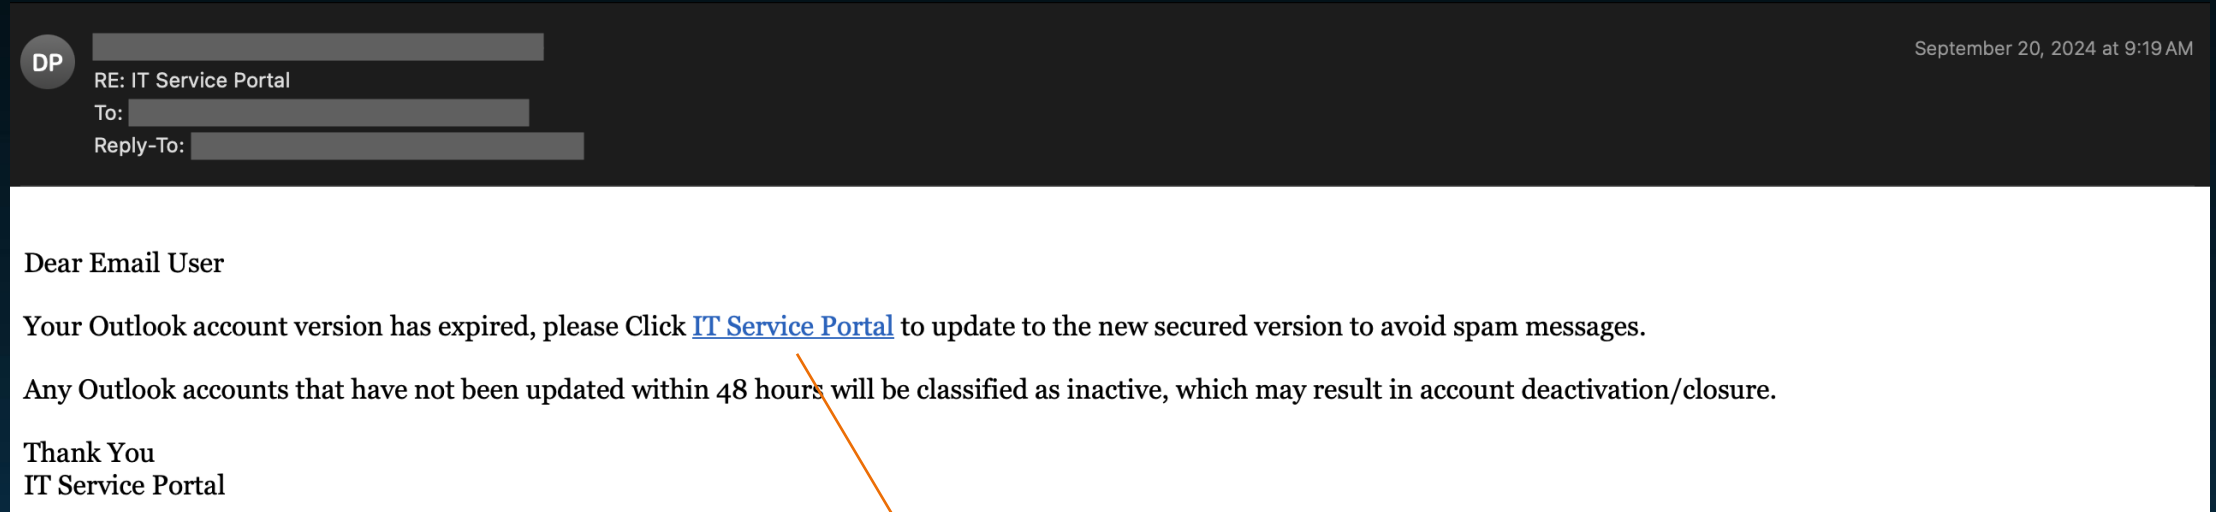 DP
September 20, 2024 at 9:19 AM
RE: IT Service Portal
To:
Reply-To:
Dear Email User
Your Outlook account version has expired, please Click IT Service Portal to update to the new secured version to avoid spam messages.
Any Outlook accounts that have not been updated within 48 hours will be classified as inactive, which may result in account deactivation/closure.
Thank You
IT Service Portal